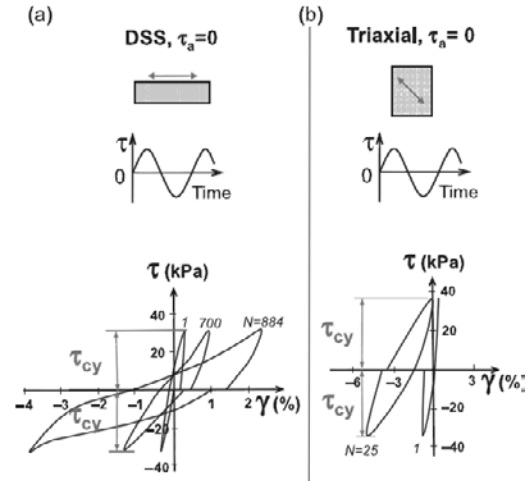 (a)
DSS, τa=0
τ
0
Time
τ (kPa)
40
20
1
700
N=884
τcy
-4
-3
-2
-1
1
2
γ (%)
τcy
-20
-40
(b)
Triaxial, τa= 0
τ
0
Time
τ (kPa)
40
20
τcy
-6
-3
3
γ (%)
τcy
-20
N=25
1
-40